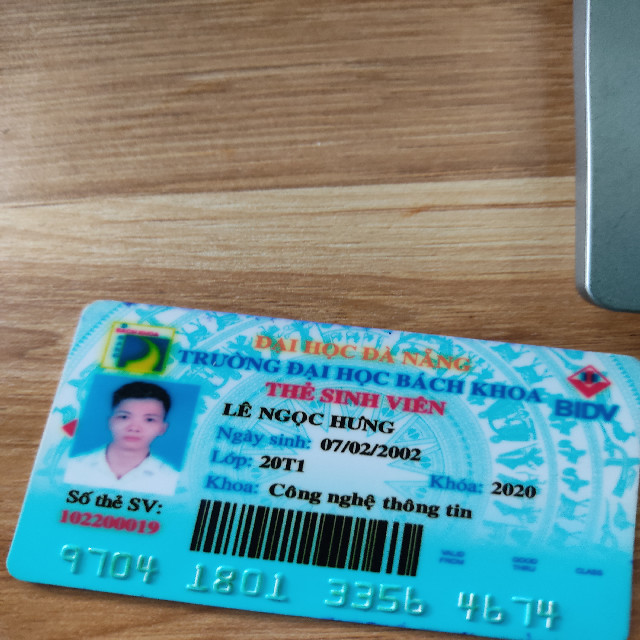 ĐẠI HỌC ĐÀ NẴNG
TRƯỜNG ĐẠI HỌC BÁCH KHOA
THẺ SINH VIÊN
BIDV
LÊ NGỌC HƯNG
Ngày sinh: 07/02/2002
Lớp: 20T1
Khóa: 2020
Khoa: Công nghệ thông tin
Số thẻ SV:
102200019
VALID FROM
GOOD THRU
CLASS
9704 1801 3356 4674